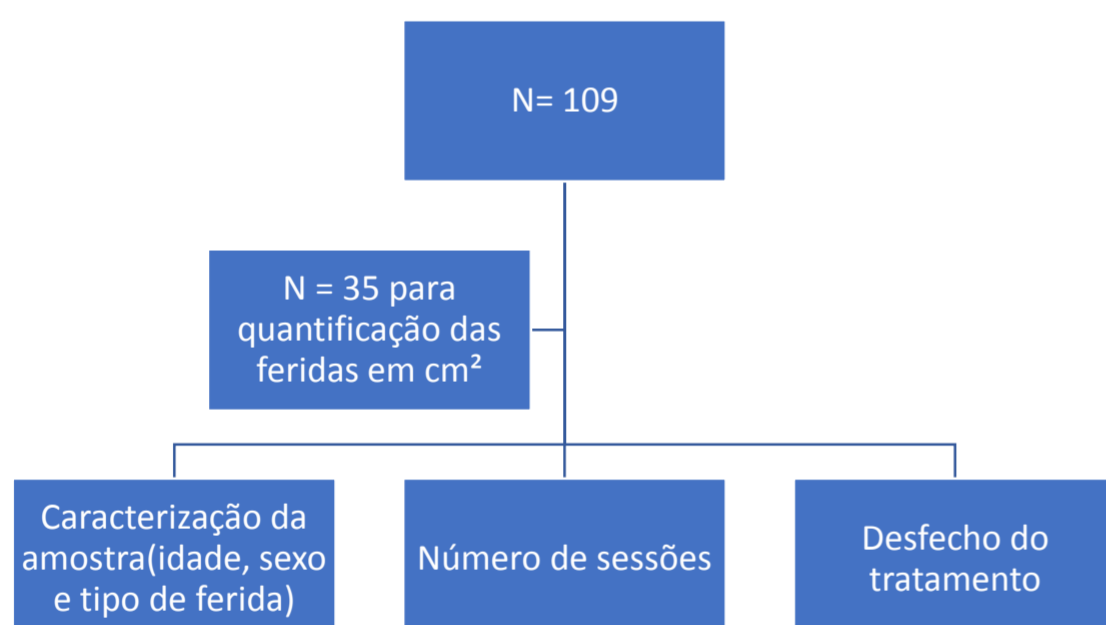 N= 109
N = 35 para
quantificação das
feridas em cm²
Caracterização da
amostra(idade, sexo
e tipo de ferida)
Número de sessões
Desfecho do
tratamento